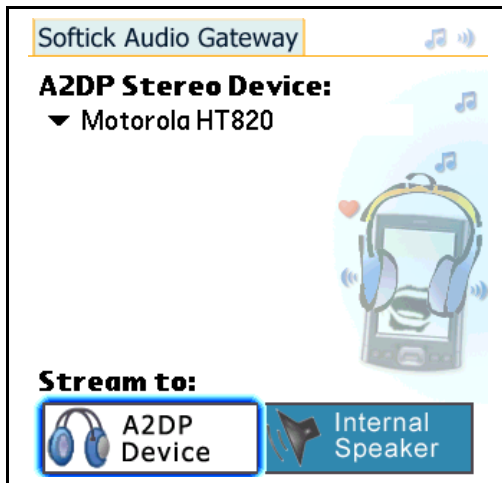 Softick Audio Gateway
A2DP Stereo Device:
Motorola HT820
Stream to:
A2DP
Device
Internal
Speaker